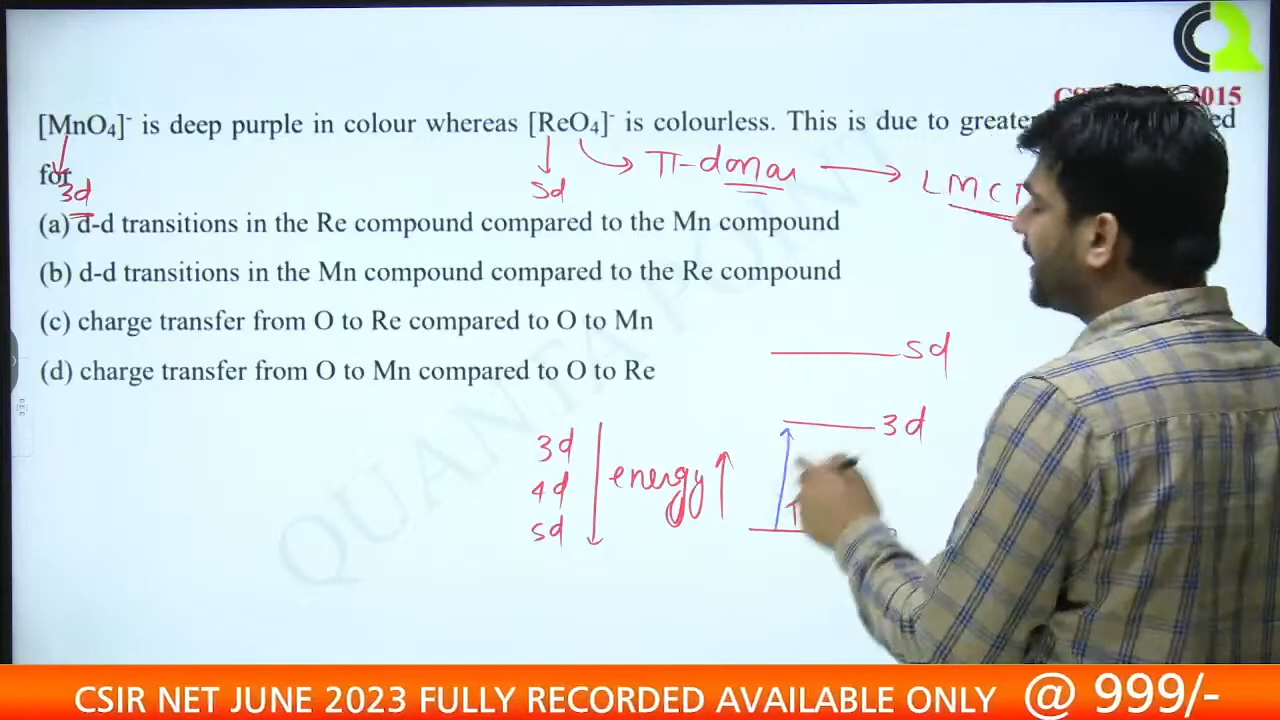 2015
[MnO₄]⁻ is deep purple in colour whereas [ReO₄]⁻ is colourless. This is due to greater
for
3d
5d
π-donar
LMC
(a) d-d transitions in the Re compound compared to the Mn compound
(b) d-d transitions in the Mn compound compared to the Re compound
(c) charge transfer from O to Re compared to O to Mn
(d) charge transfer from O to Mn compared to O to Re
5d
3d
3d
4d
5d
energy
QUANTA POINT
CSIR NET JUNE 2023 FULLY RECORDED AVAILABLE ONLY @ 999/-